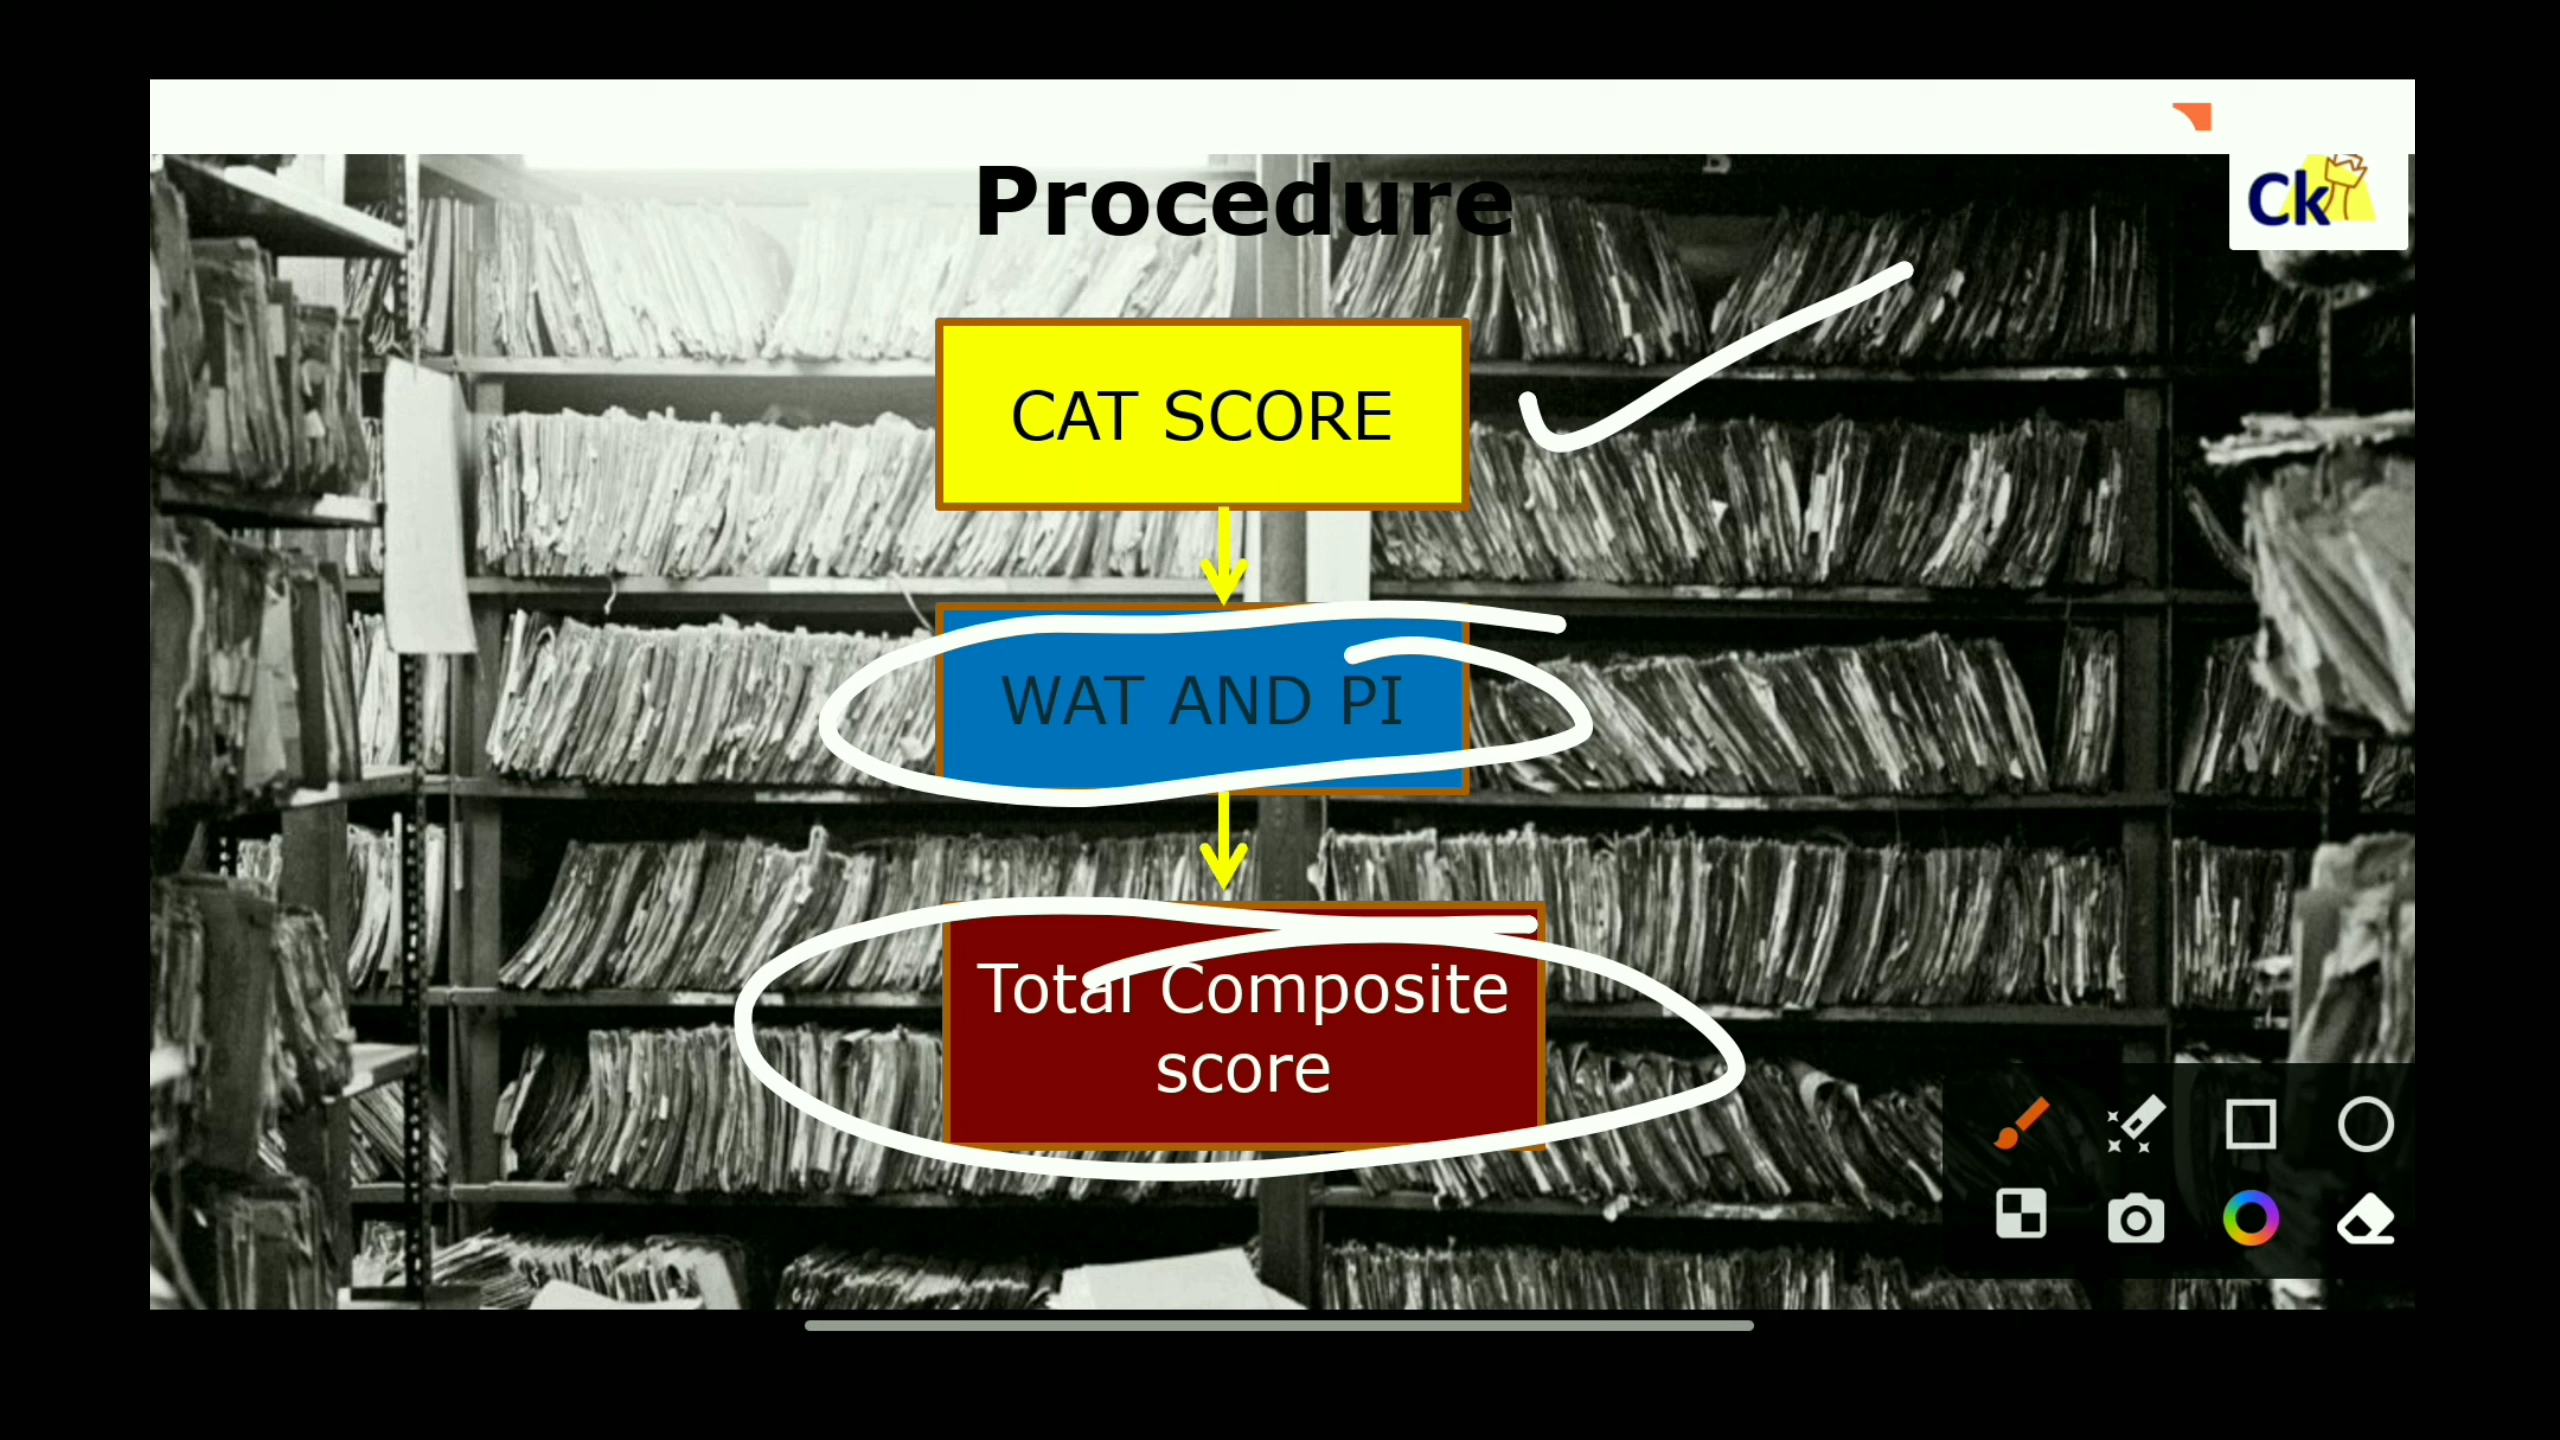 Procedure
Ck
CAT SCORE
WAT AND PI
Total Composite
score